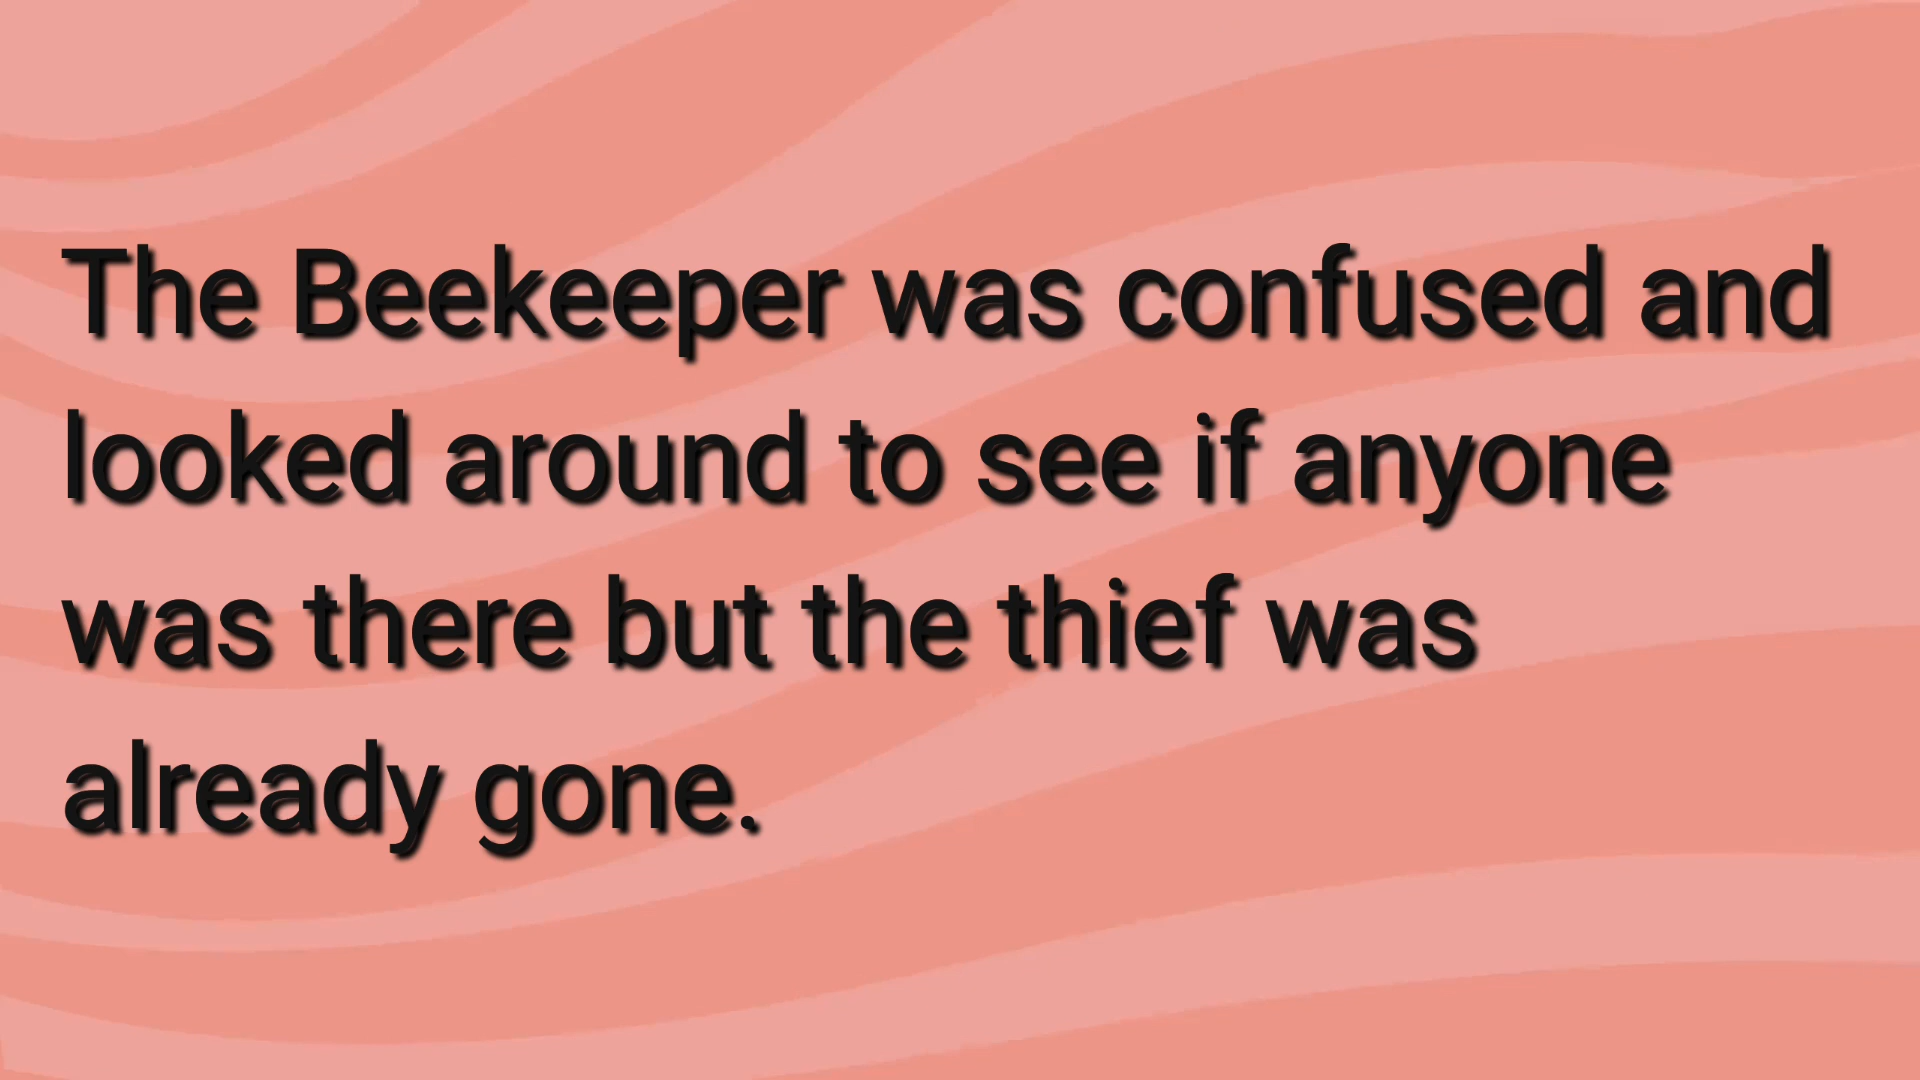 The Beekeeper was confused and
looked around to see if anyone
was there but the thief was
already gone.